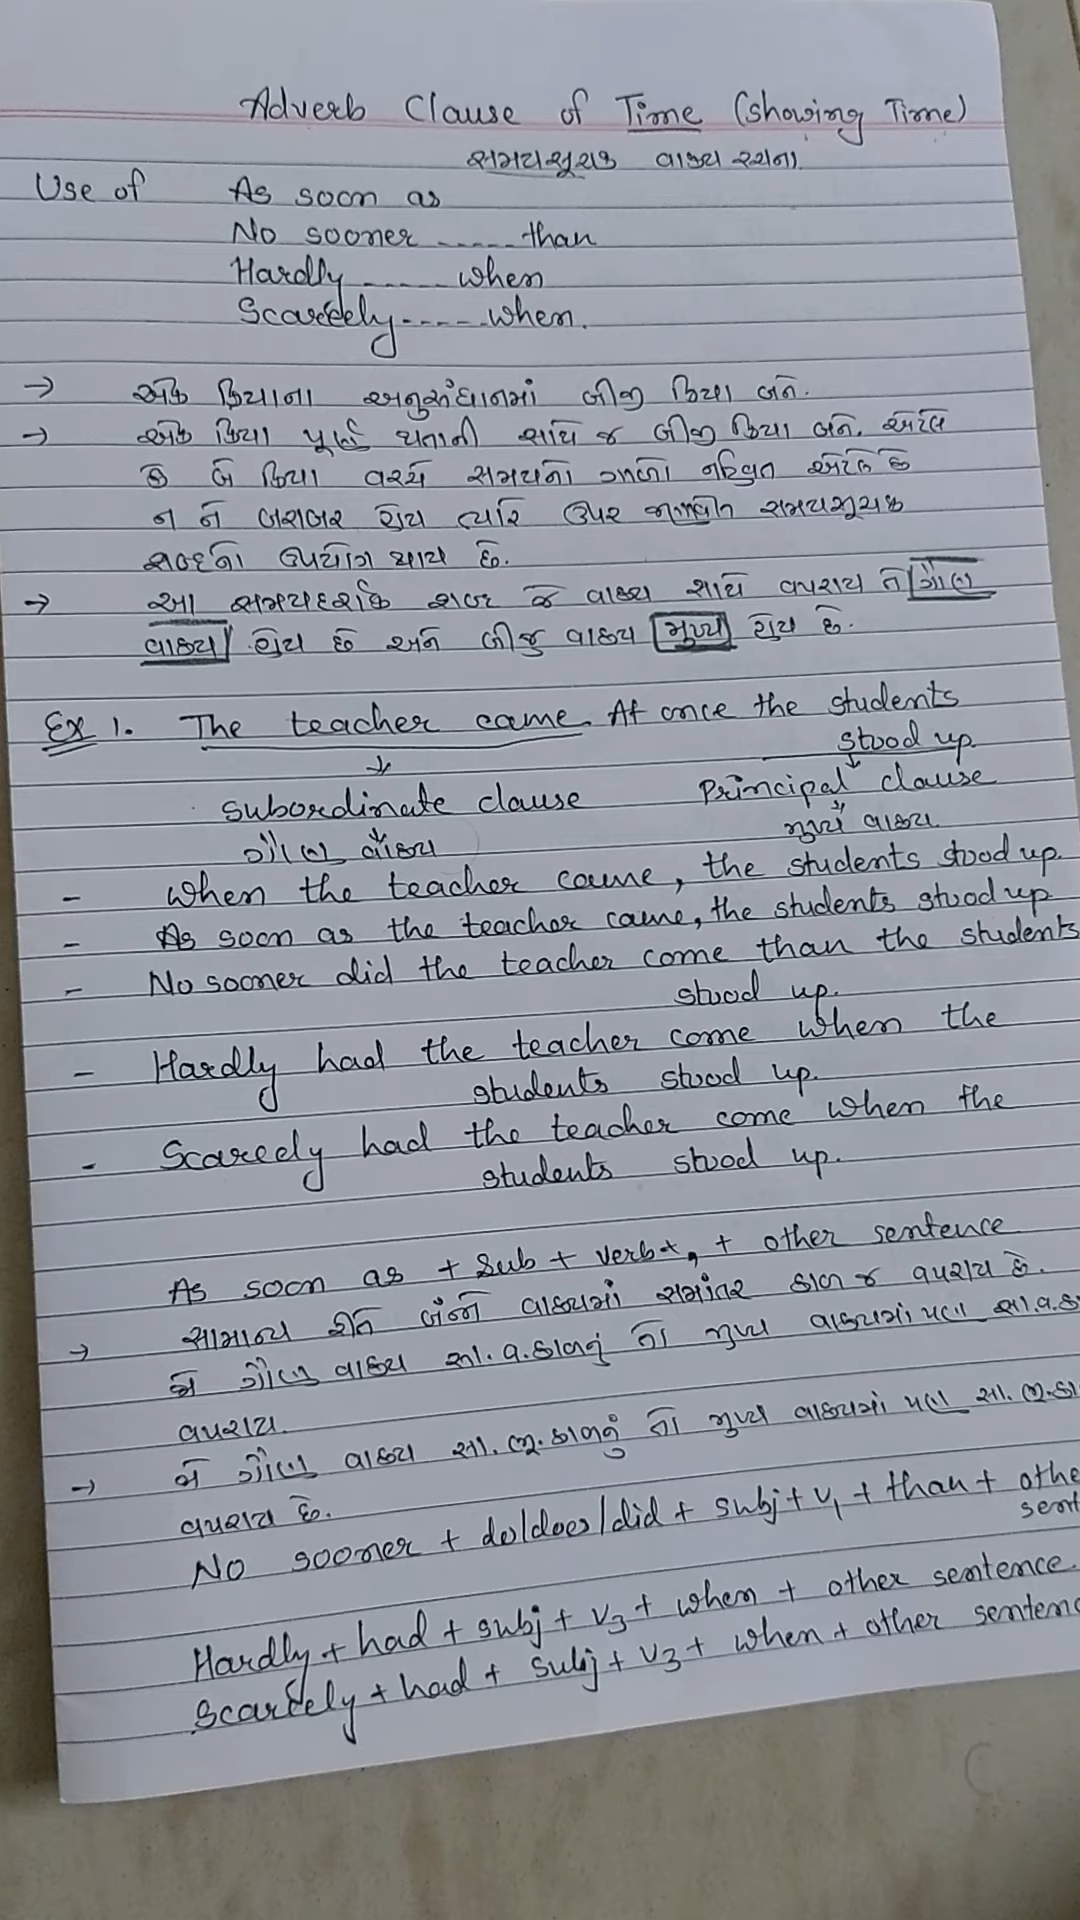 Adverb Clause of Time (showing Time)
સમયસૂચક વાક્ય રચના.
Use of As soon as
No sooner ..... than
Hardly ..... when
Scarcely ..... when.
→ એક ક્રિયાના અનુસંધાનમાં બીજી ક્રિયા બને.
→ એક ક્રિયા પૂર્ણ થતાની સાથે જ બીજી ક્રિયા બને. એટલે
કે બે ક્રિયા વચ્ચે સમયનો ગાળો નહિવત એટલે કે
ન ને બરાબર હોય ત્યારે ઉપર મુજબના સમયસૂચક
શબ્દનો ઉપયોગ થાય છે.
→ આ સમયદર્શક શબ્દ જે વાક્ય સાથે વપરાય તે ગૌણ
વાક્ય હોય છે અને બીજુ વાક્ય મુખ્ય હોય છે.
Ex 1. The teacher came. At once the students
stood up.
subordinate clause Principal clause
ગૌણ વાક્ય મુખ્ય વાક્ય
- when the teacher came, the students stood up.
- As soon as the teacher came, the students stood up
- No sooner did the teacher come than the students
stood up.
- Hardly had the teacher come when the
students stood up.
- Scarcely had the teacher come when the
students stood up.
As soon as + sub + verb + , + other sentence
→ સામાન્ય રીતે બંને વાક્યમાં સમાંતર કાળ જ વપરાય છે.
જો ગૌણ વાક્ય સા. વ. કાળનું તો મુખ્ય વાક્યમાં પણ સા.વ.કા
વપરાય.
→ જો ગૌણ વાક્ય સા. ભૂ. કાળનું તો મુખ્ય વાક્યમાં પણ સા. ભૂ.કા
વપરાય છે.
No sooner + do/does/did + subj + v1 + than + othe
sent
Hardly + had + subj + v3 + when + other sentence.
Scarcely + had + subj + v3 + when + other sentenc